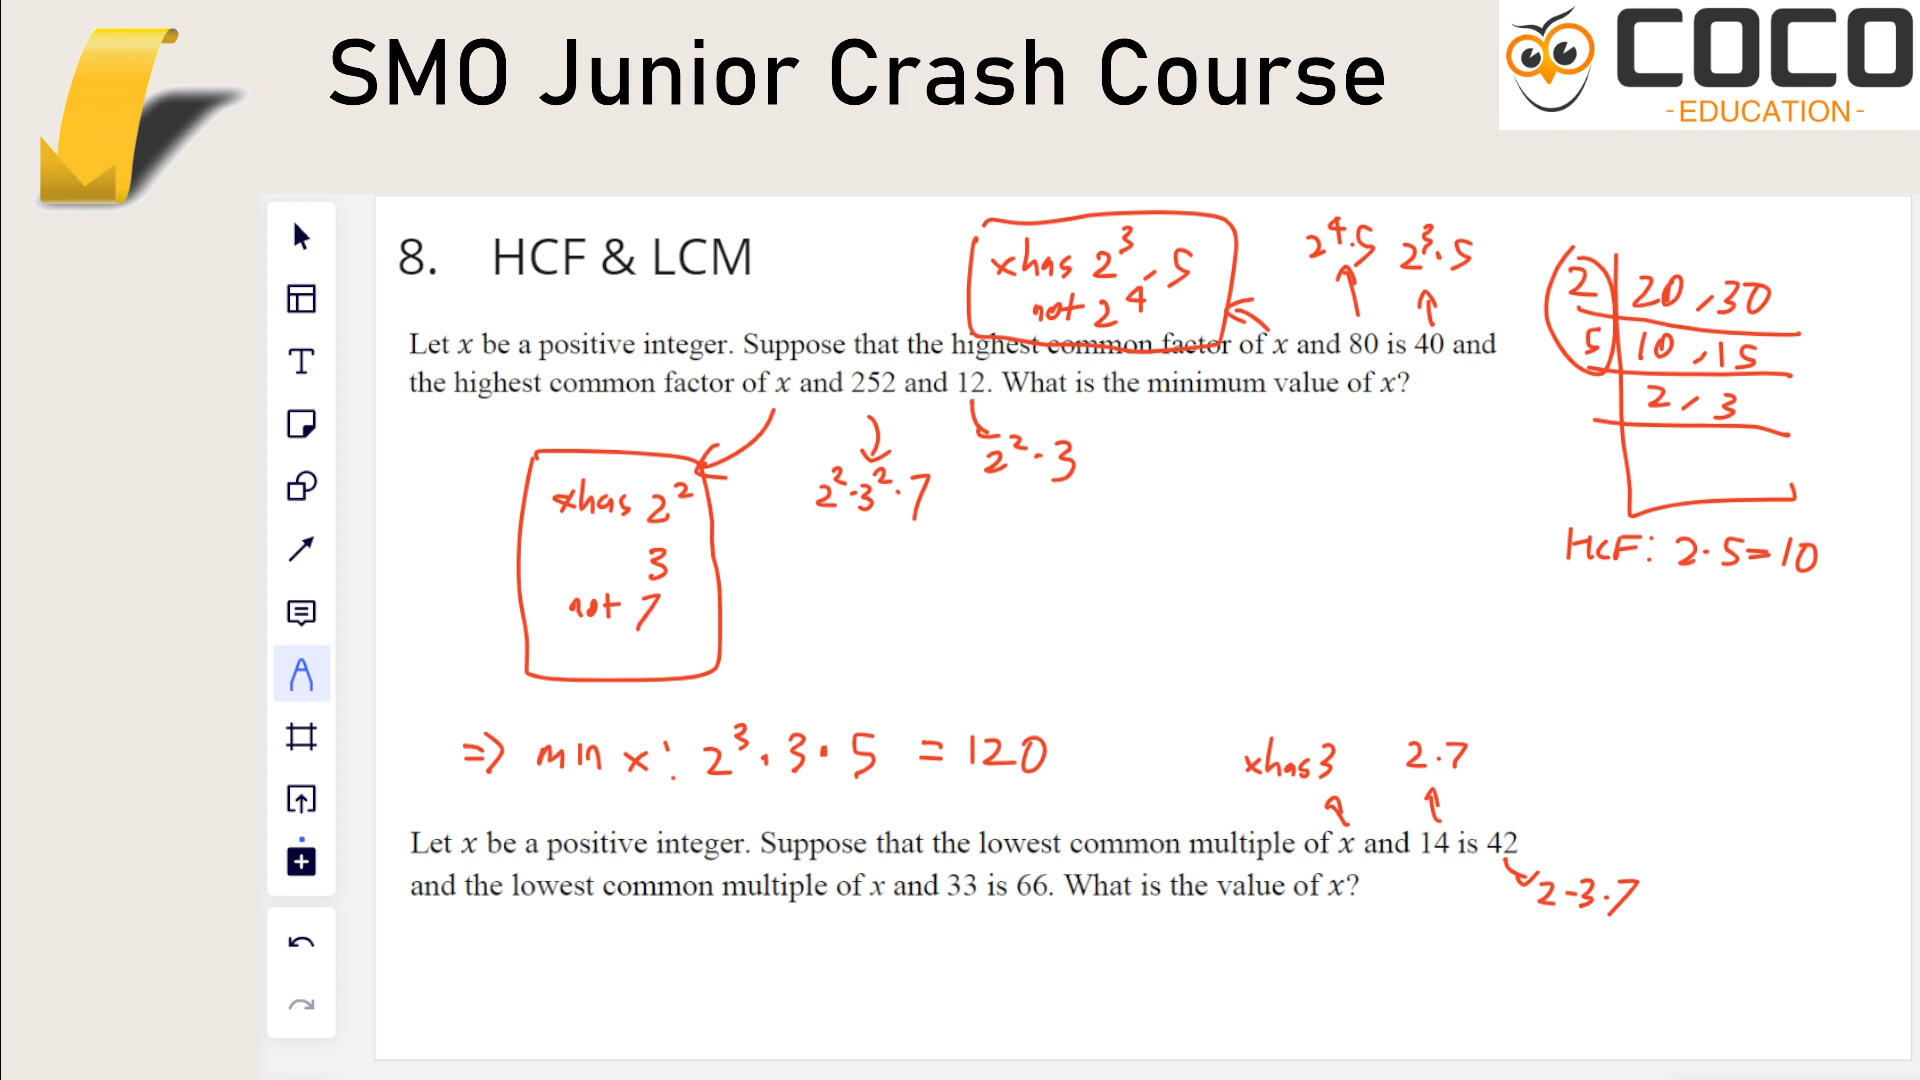 SMO Junior Crash Course
COCO
-EDUCATION-
8. HCF & LCM
xhas 2³, 5
not 2⁴
2⁴·5 2³·5
2 | 20, 30
5 | 10, 15
2, 3
HCF: 2·5=10
Let x be a positive integer. Suppose that the highest common factor of x and 80 is 40 and
the highest common factor of x and 252 and 12. What is the minimum value of x?
xhas 2²
3
not 7
2²·3²·7
2²·3
=> min x: 2³·3·5 = 120
xhas 3 2·7
Let x be a positive integer. Suppose that the lowest common multiple of x and 14 is 42
and the lowest common multiple of x and 33 is 66. What is the value of x?
2·3·7